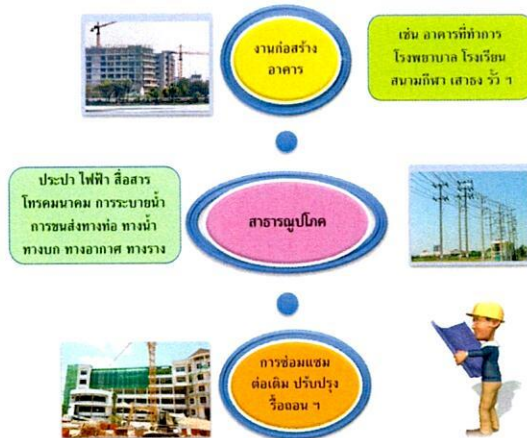 งานก่อสร้าง
อาคาร
เช่น อาคารที่ทำการ
โรงพยาบาล โรงเรียน
สนามกีฬา เสาธง รั้ว ฯ
ประปา ไฟฟ้า สื่อสาร
โทรคมนาคม การระบายน้ำ
การขนส่งทางท่อ ทางน้ำ
ทางบก ทางอากาศ ทางราง
สาธารณูปโภค
การซ่อมแซม
ต่อเติม ปรับปรุง
รื้อถอน ฯ